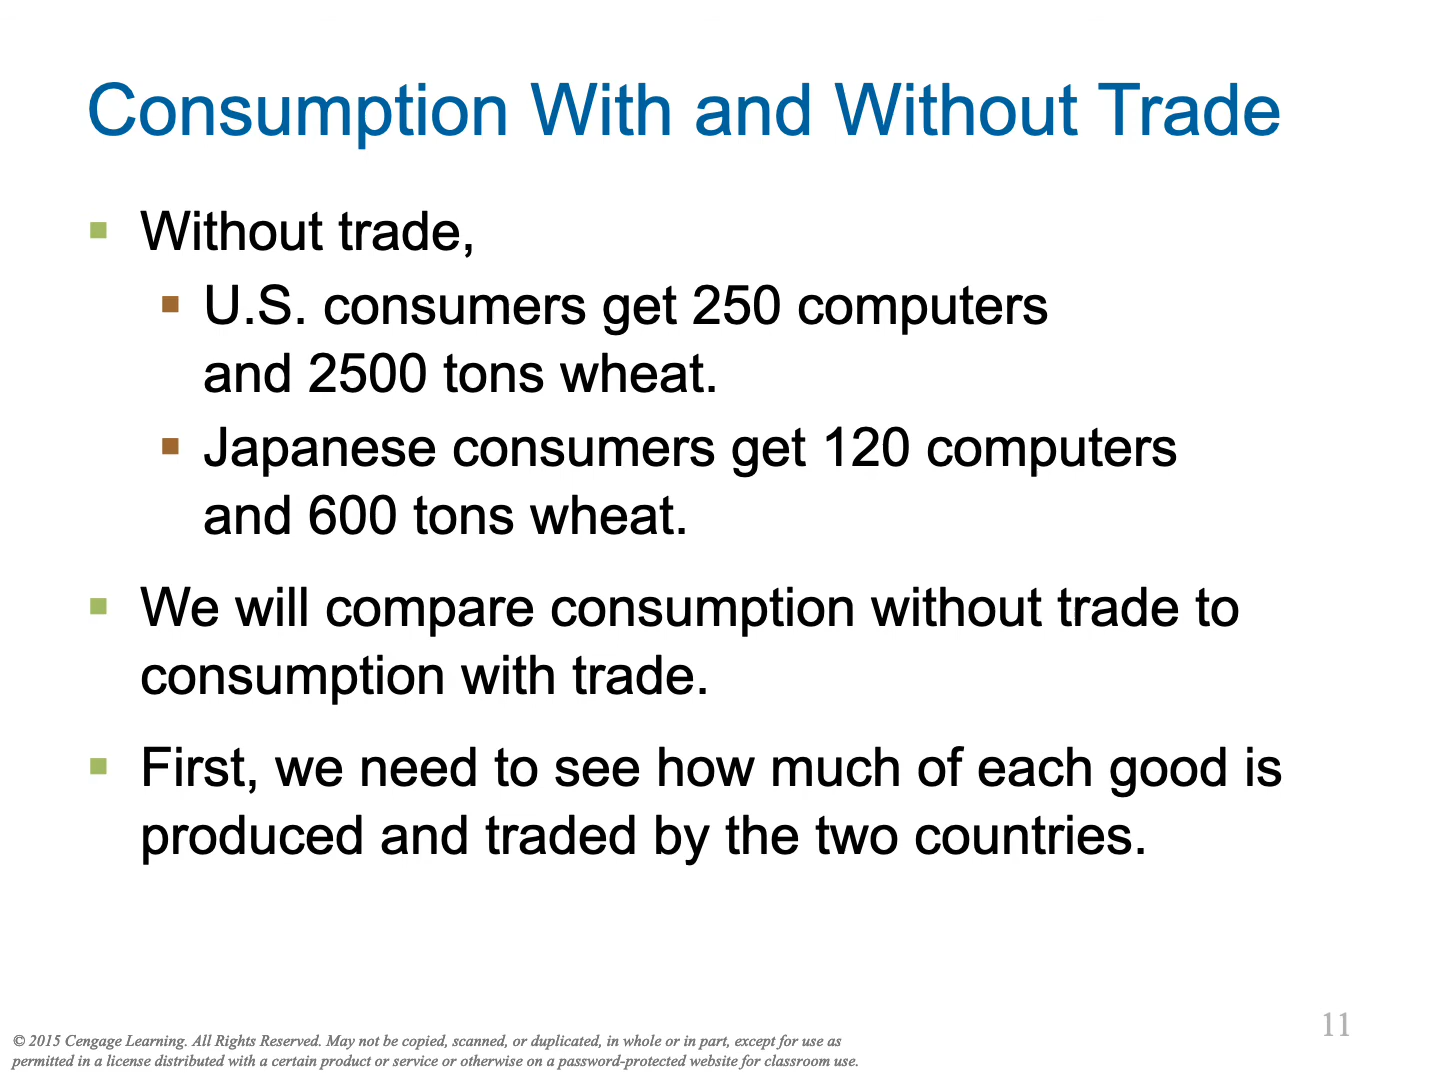 Consumption With and Without Trade
Without trade,
U.S. consumers get 250 computers
and 2500 tons wheat.
Japanese consumers get 120 computers
and 600 tons wheat.
We will compare consumption without trade to
consumption with trade.
First, we need to see how much of each good is
produced and traded by the two countries.
11
© 2015 Cengage Learning. All Rights Reserved. May not be copied, scanned, or duplicated, in whole or in part, except for use as
permitted in a license distributed with a certain product or service or otherwise on a password-protected website for classroom use.